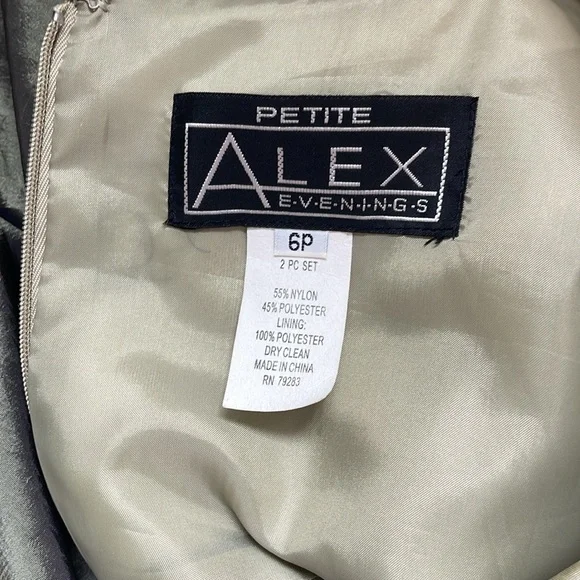 PETITE
ALEX
E·V·E·N·I·N·G·S
6P
2 PC SET
55% NYLON
45% POLYESTER
LINING:
100% POLYESTER
DRY CLEAN
MADE IN CHINA
RN 79283